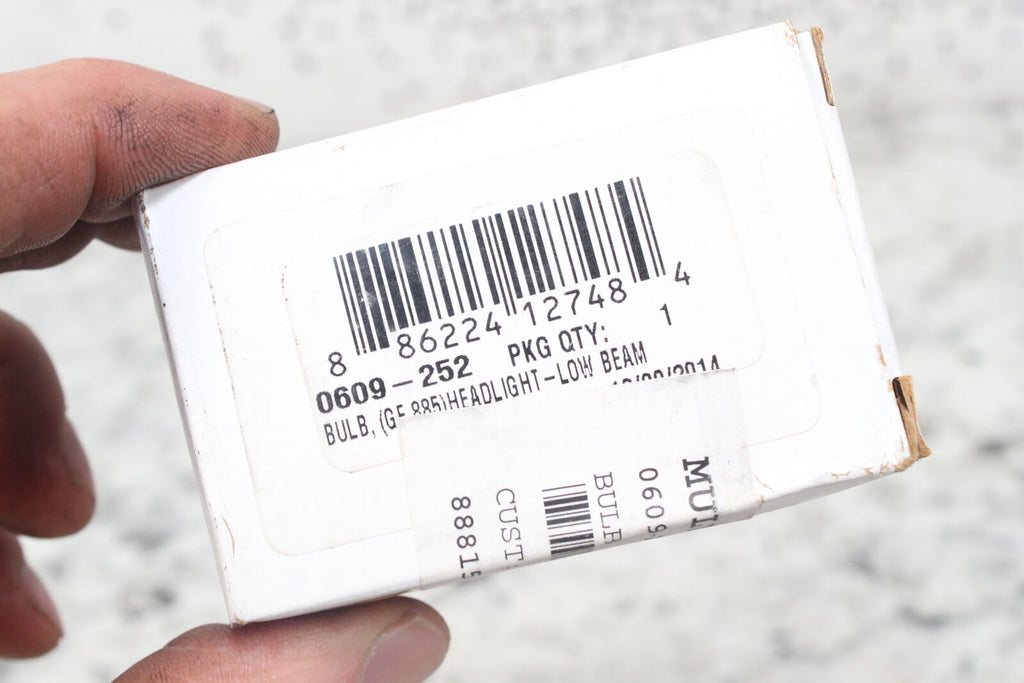 8 86224 12748 4
0609-252 PKG QTY: 1
BULB, (GE 885)HEADLIGHT-LOW BEAM
MU
0609
BULB
CUST
8881